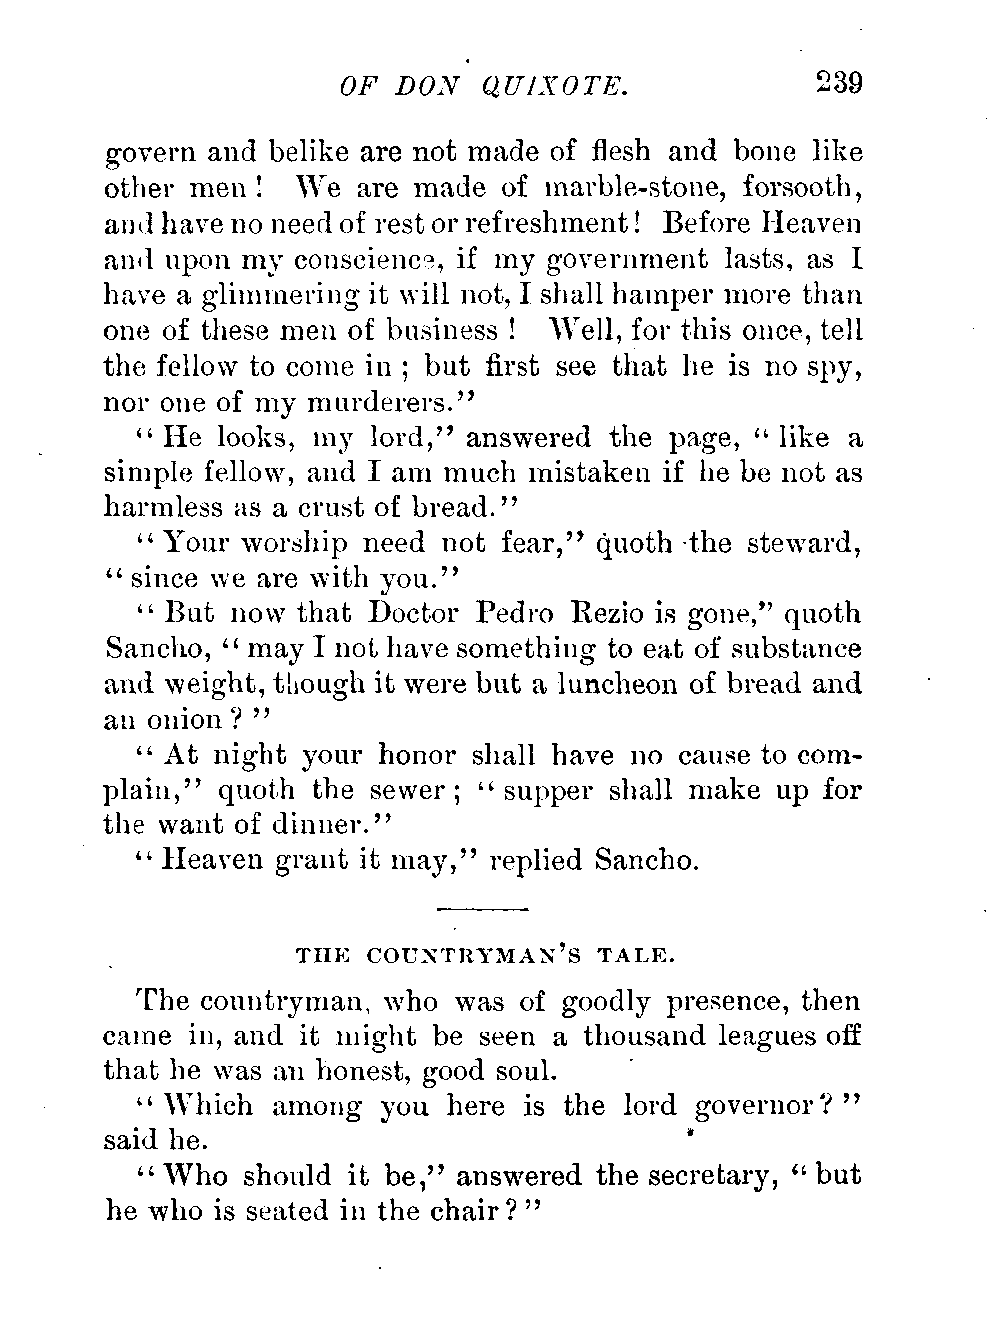 OF DON QUIXOTE. 239
govern and belike are not made of flesh and bone like
other men! We are made of marble-stone, forsooth,
and have no need of rest or refreshment! Before Heaven
and upon my conscience, if my government lasts, as I
have a glimmering it will not, I shall hamper more than
one of these men of business! Well, for this once, tell
the fellow to come in; but first see that he is no spy,
nor one of my murderers."
"He looks, my lord," answered the page, "like a
simple fellow, and I am much mistaken if he be not as
harmless as a crust of bread."
"Your worship need not fear," quoth the steward,
"since we are with you."
"But now that Doctor Pedro Rezio is gone," quoth
Sancho, "may I not have something to eat of substance
and weight, though it were but a luncheon of bread and
an onion?"
"At night your honor shall have no cause to com-
plain," quoth the sewer; "supper shall make up for
the want of dinner."
"Heaven grant it may," replied Sancho.
THE COUNTRYMAN'S TALE.
The countryman, who was of goodly presence, then
came in, and it might be seen a thousand leagues off
that he was an honest, good soul.
"Which among you here is the lord governor?"
said he.
"Who should it be," answered the secretary, "but
he who is seated in the chair?"